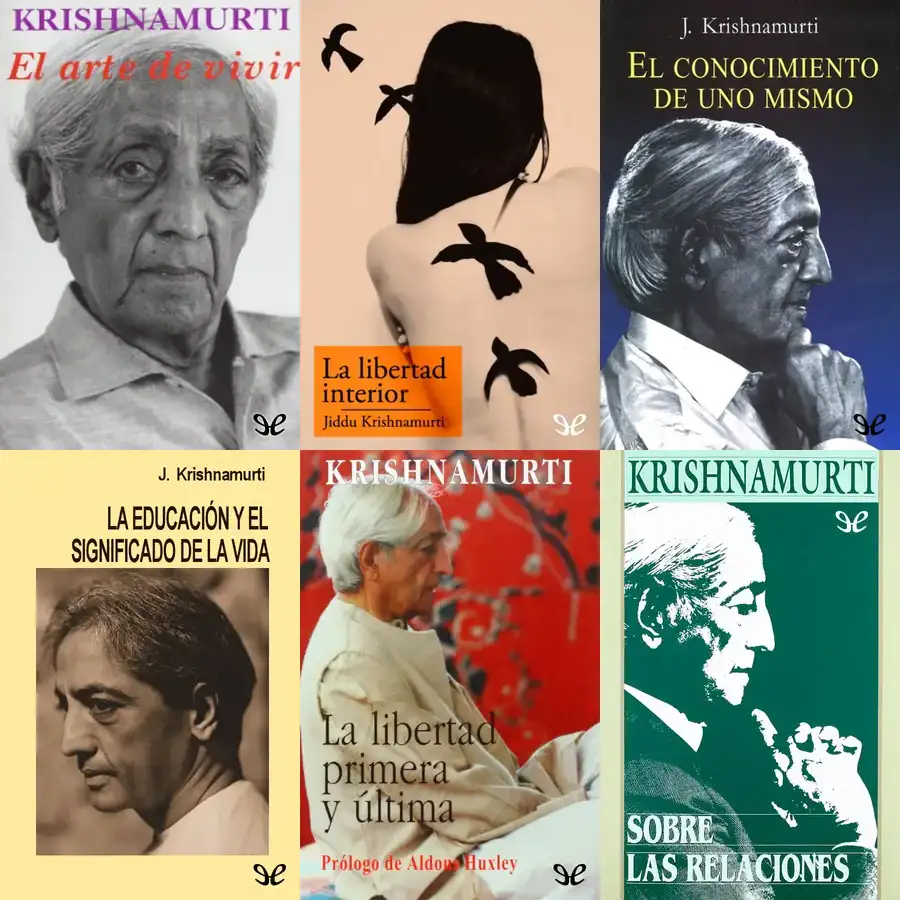 KRISHNAMURTI
El arte de vivir
La libertad
interior
Jiddu Krishnamurti
J. Krishnamurti
EL CONOCIMIENTO
DE UNO MISMO
J. Krishnamurti
LA EDUCACIÓN Y EL
SIGNIFICADO DE LA VIDA
KRISHNAMURTI
La libertad
primera
y última
Prólogo de Aldous Huxley
KRISHNAMURTI
SOBRE
LAS RELACIONES